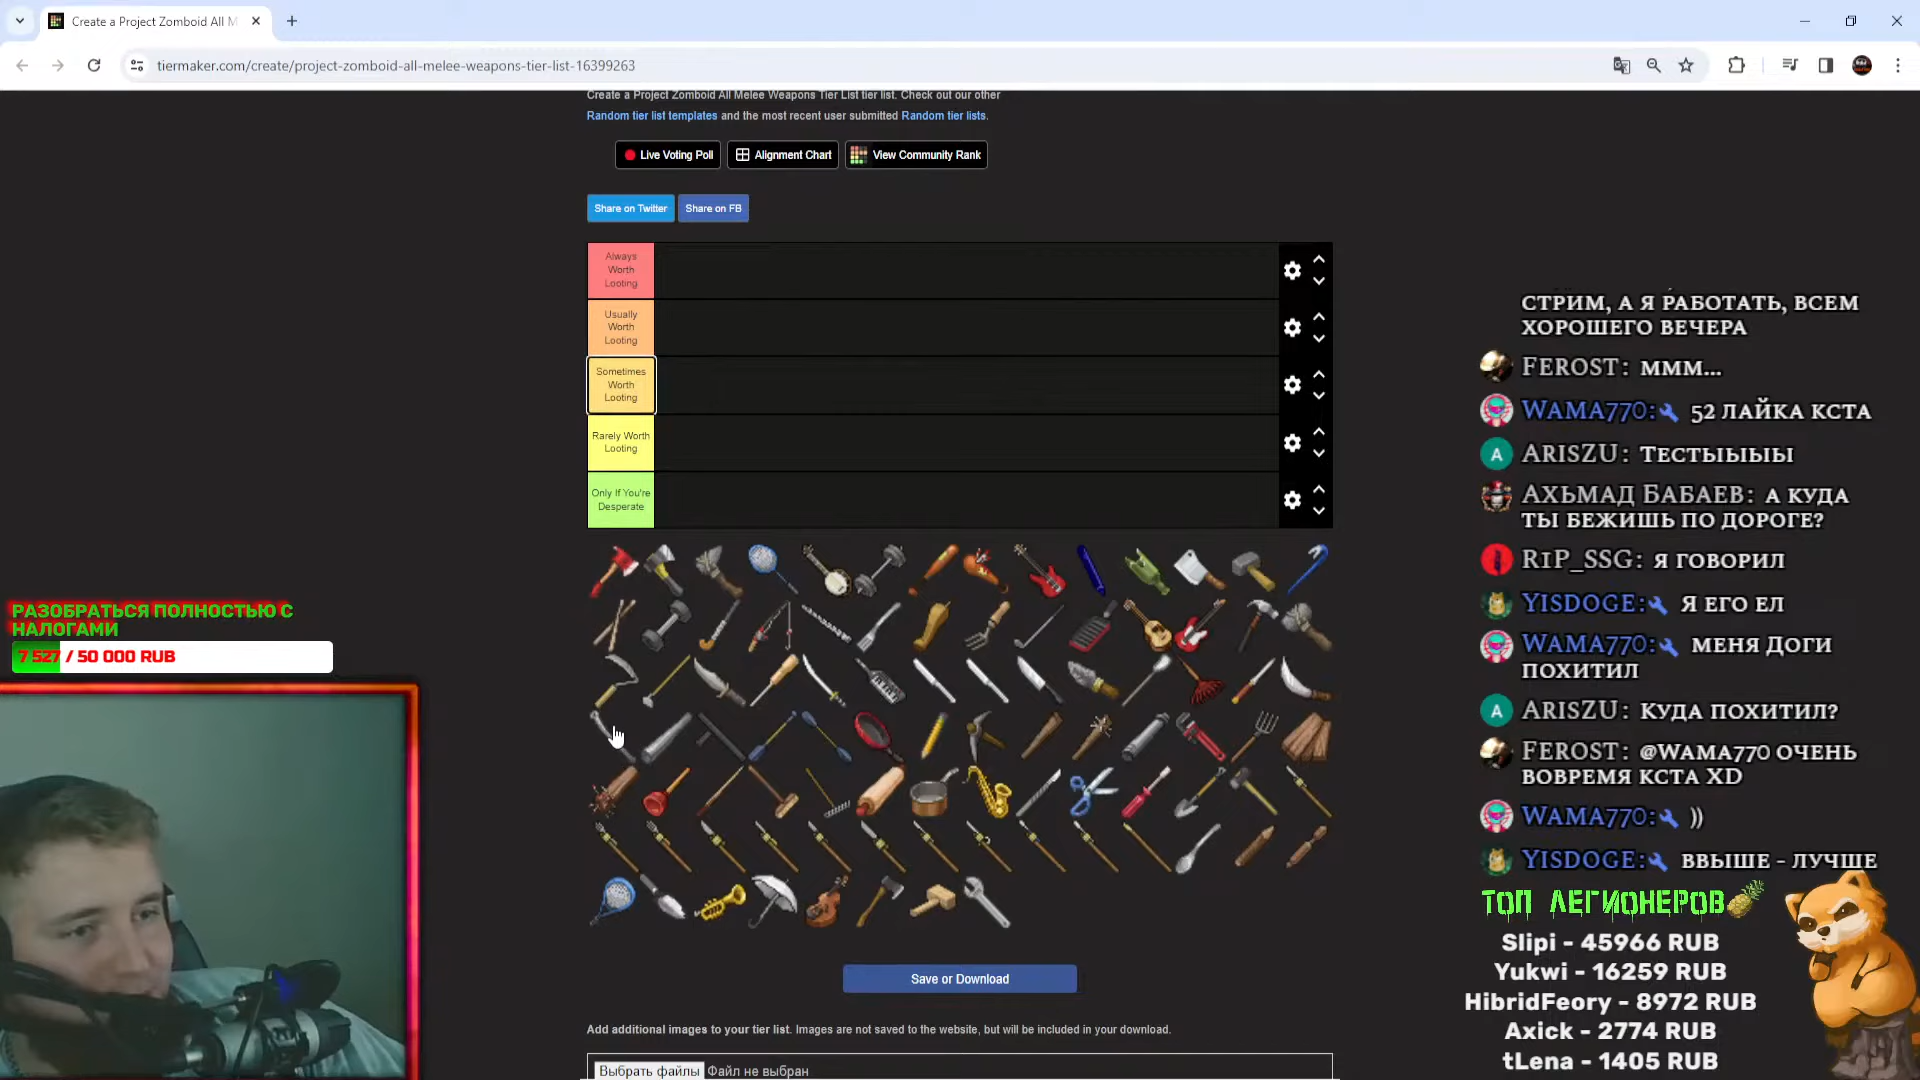 Create a Project Zomboid All M
tiermaker.com/create/project-zomboid-all-melee-weapons-tier-list-16399263
Create a Project Zomboid All Melee Weapons Tier List tier list. Check out our other
Random tier list templates and the most recent user submitted Random tier lists.
Live Voting Poll
Alignment Chart
View Community Rank
Share on Twitter
Share on FB
Always
Worth
Looting
Usually
Worth
Looting
Sometimes
Worth
Looting
Rarely Worth
Looting
Only If You're
Desperate
Save or Download
Add additional images to your tier list. Images are not saved to the website, but will be included in your download.
Выбрать файлы Файл не выбран
РАЗОБРАТЬСЯ ПОЛНОСТЬЮ С
НАЛОГАМИ
7 527 / 50 000 RUB
СТРИМ, А Я РАБОТАТЬ, ВСЕМ
ХОРОШЕГО ВЕЧЕРА
FEROST: МММ...
WAMA770: 52 ЛАЙКА КСТА
A ARISZU: ТЕСТЫЫЫЫ
АХЬМАД БАБАЕВ: А КУДА
ТЫ БЕЖИШЬ ПО ДОРОГЕ?
R1P_SSG: Я ГОВОРИЛ
YISDOGE: Я ЕГО ЕЛ
WAMA770: МЕНЯ ДОГИ
ПОХИТИЛ
A ARISZU: КУДА ПОХИТИЛ?
FEROST: @WAMA770 ОЧЕНЬ
ВОВРЕМЯ КСТА XD
WAMA770: ))
YISDOGE: ВВЫШЕ - ЛУЧШЕ
ТОП ЛЕГИОНЕРОВ
Slipi - 45966 RUB
Yukwi - 16259 RUB
HibridFeory - 8972 RUB
Axick - 2774 RUB
tLena - 1405 RUB